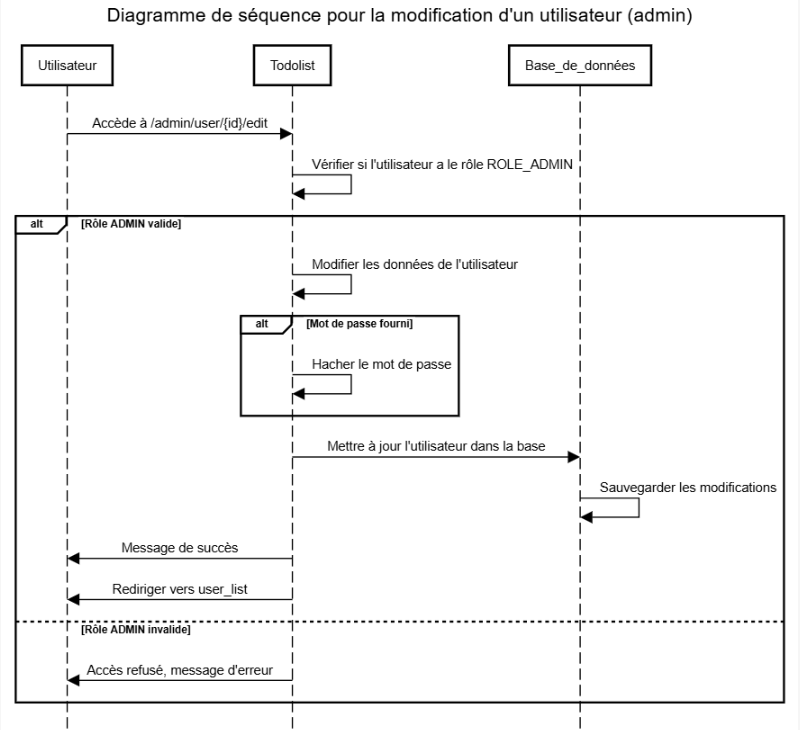 Diagramme de séquence pour la modification d'un utilisateur (admin)
Utilisateur
Todolist
Base_de_données
Accède à /admin/user/{id}/edit
Vérifier si l'utilisateur a le rôle ROLE_ADMIN
alt
[Rôle ADMIN valide]
Modifier les données de l'utilisateur
alt
[Mot de passe fourni]
Hacher le mot de passe
Mettre à jour l'utilisateur dans la base
Sauvegarder les modifications
Message de succès
Rediriger vers user_list
[Rôle ADMIN invalide]
Accès refusé, message d'erreur